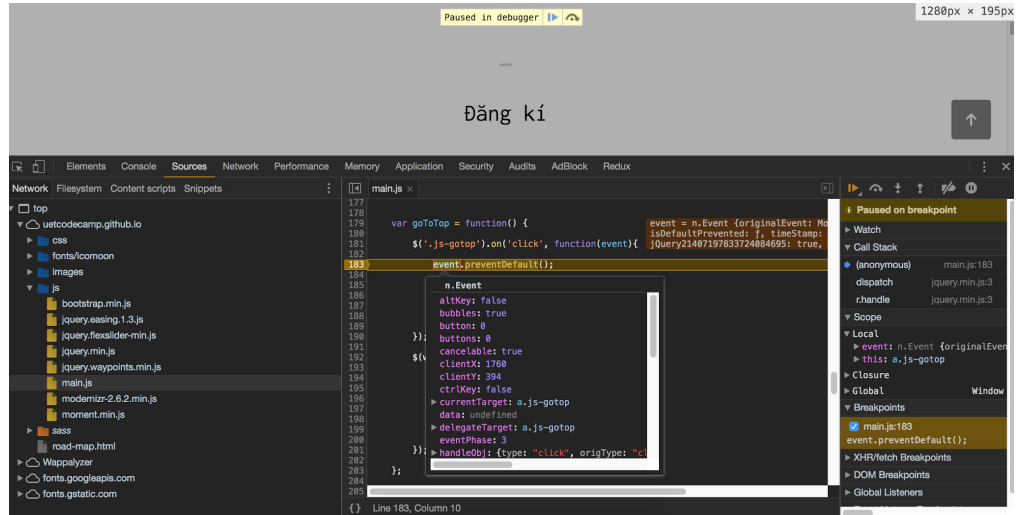 1280px × 195px
Paused in debugger
Đăng kí
Elements Console Sources Network Performance Memory Application Security Audits AdBlock Redux
Network Filesystem Content scripts Snippets
top
uetcodecamp.github.io
css
fonts/icomoon
images
js
bootstrap.min.js
jquery.easing.1.3.js
jquery.flexslider-min.js
jquery.min.js
jquery.waypoints.min.js
main.js
modernizr-2.6.2.min.js
moment.min.js
sass
road-map.html
Wappalyzer
fonts.googleapis.com
fonts.gstatic.com
main.js ×
177
178
179 var goToTop = function() { event = n.Event {originalEvent: Mo
180 isDefaultPrevented: ƒ, timeStamp:
181 $('.js-gotop').on('click', function(event){ jQuery21407197833724084695: true,
182
183 event.preventDefault();
184
185 n.Event
186 altKey: false
187 bubbles: true
188 button: 0
189 buttons: 0
190 });
cancelable: true
191
192 $(w
clientX: 1760
193
194 clientY: 394
195 ctrlKey: false
196 currentTarget: a.js-gotop
197
198 data: undefined
199 delegateTarget: a.js-gotop
200 eventPhase: 3
201 });
handleObj: {type: "click", origType: "cl
202
203 };
204
205
{} Line 183, Column 10
Paused on breakpoint
Watch
Call Stack
(anonymous) main.js:183
dispatch jquery.min.js:3
r.handle jquery.min.js:3
Scope
Local
event: n.Event {originalEven
this: a.js-gotop
Closure
Global Window
Breakpoints
main.js:183
event.preventDefault();
XHR/fetch Breakpoints
DOM Breakpoints
Global Listeners